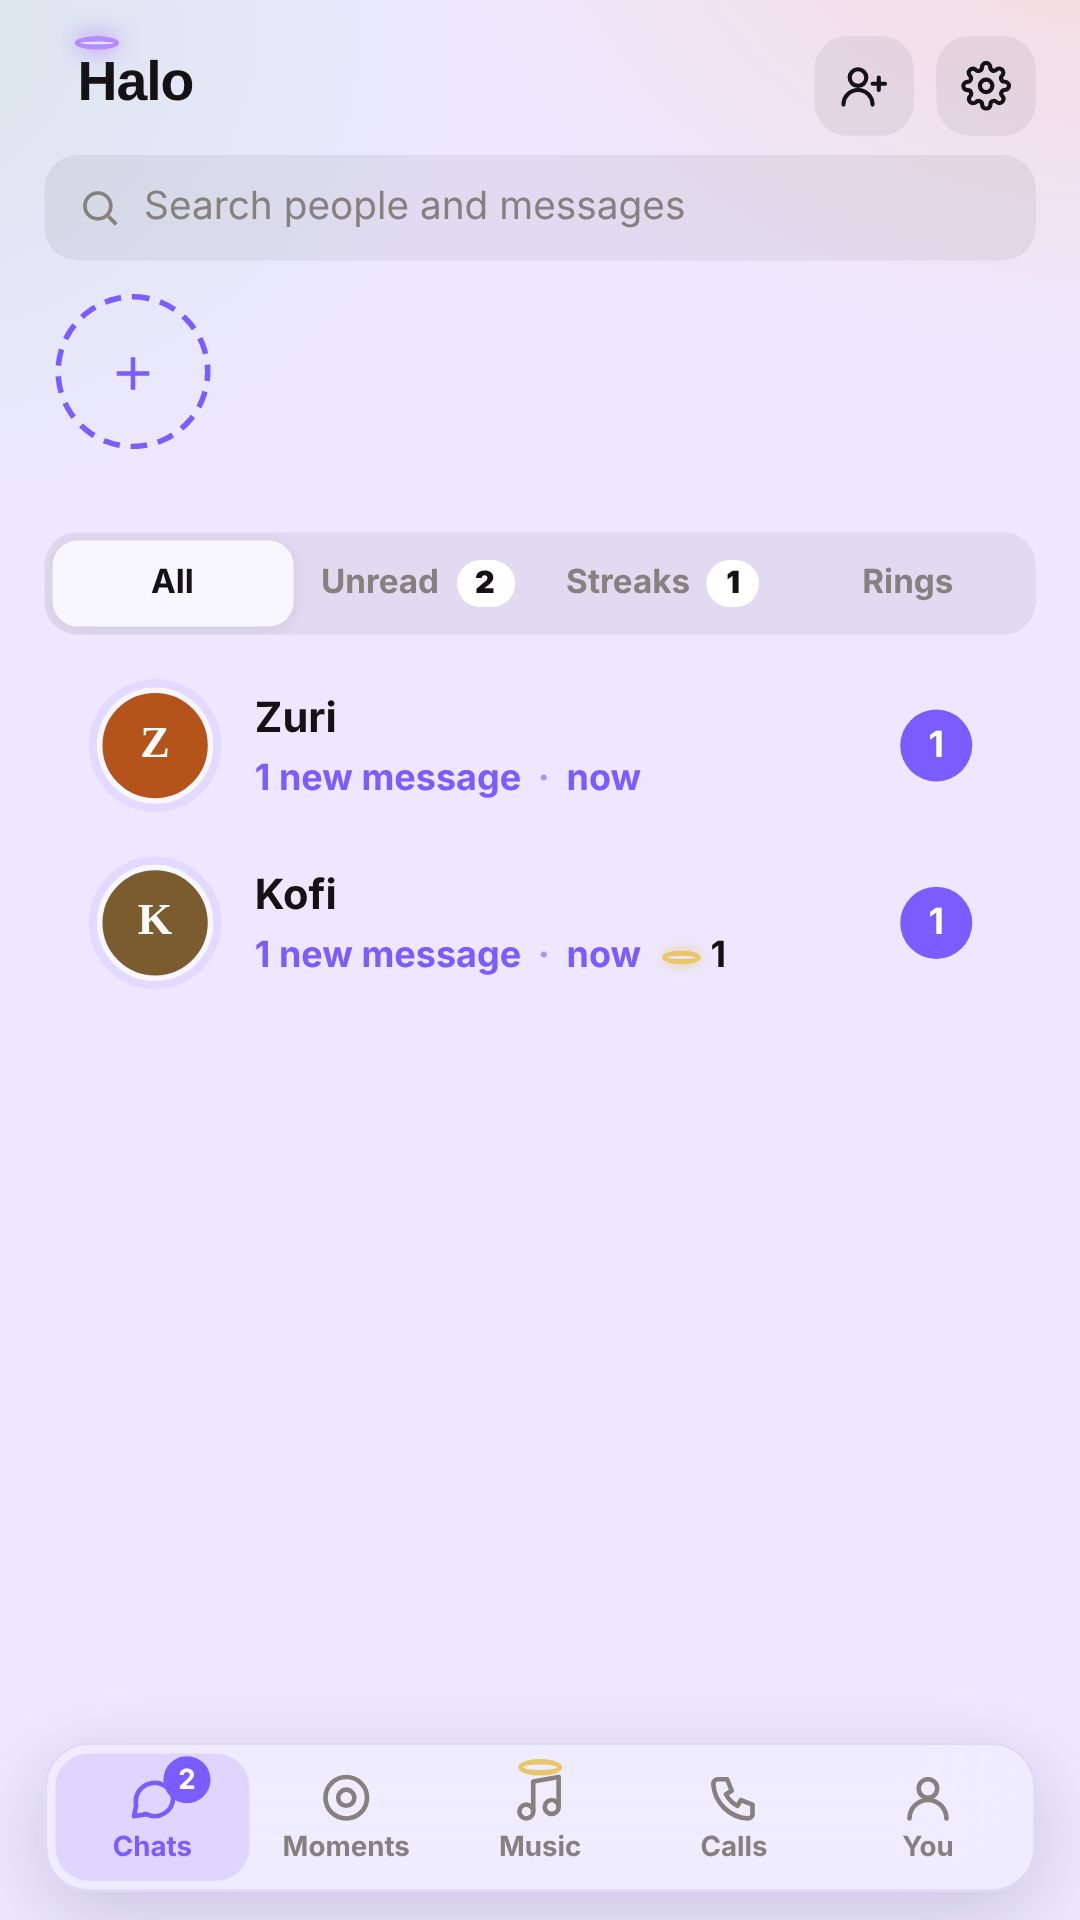 Halo
Search people and messages
+
All Unread 2 Streaks 1 Rings
Z Zuri
1 new message · now 1
K Kofi
1 new message · now 1 1
2
Chats Moments Music Calls You